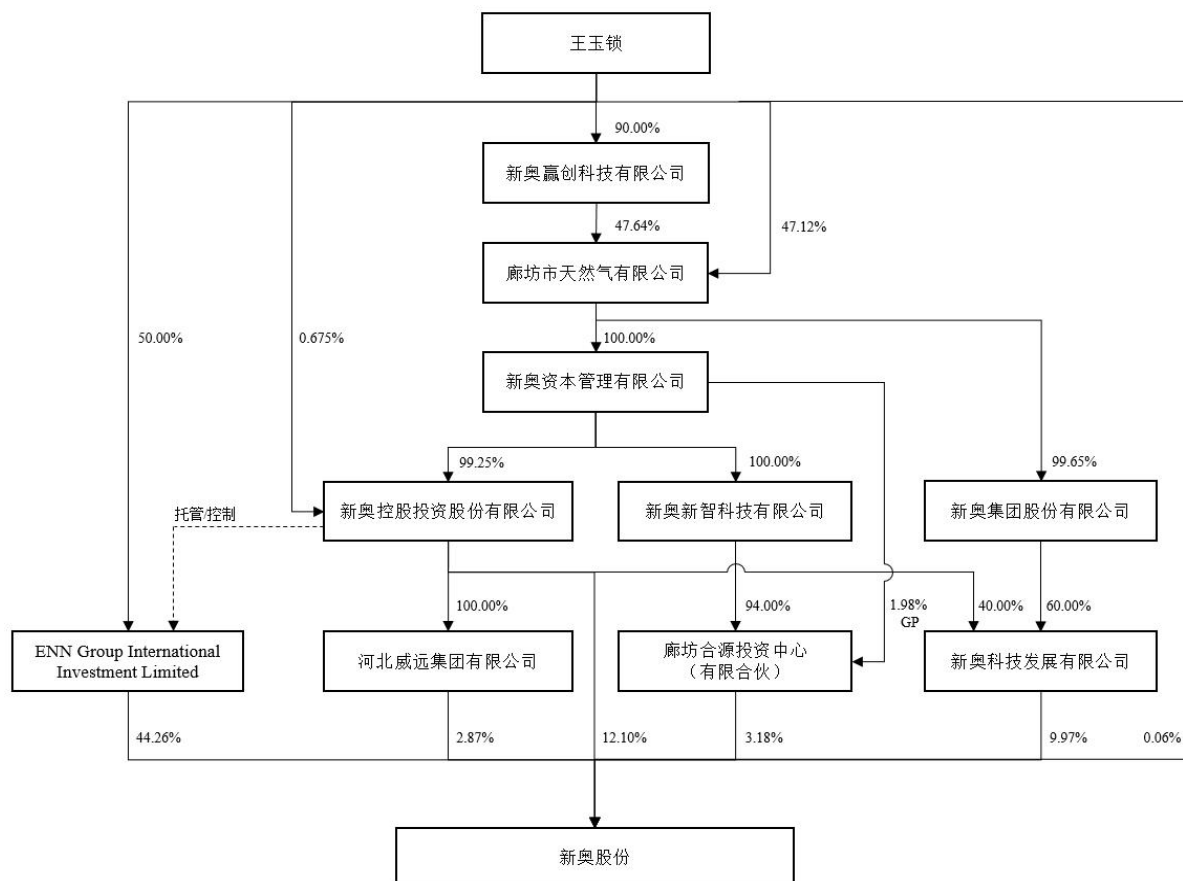 王玉锁
90.00%
新奥赢创科技有限公司
47.64%
47.12%
廊坊市天然气有限公司
50.00%
0.675%
100.00%
新奥资本管理有限公司
99.25%
100.00%
99.65%
新奥控股投资股份有限公司
新奥新智科技有限公司
新奥集团股份有限公司
托管/控制
100.00%
94.00%
1.98%
GP
40.00%
60.00%
ENN Group International
Investment Limited
河北威远集团有限公司
廊坊合源投资中心
（有限合伙）
新奥科技发展有限公司
44.26%
2.87%
12.10%
3.18%
9.97%
0.06%
新奥股份